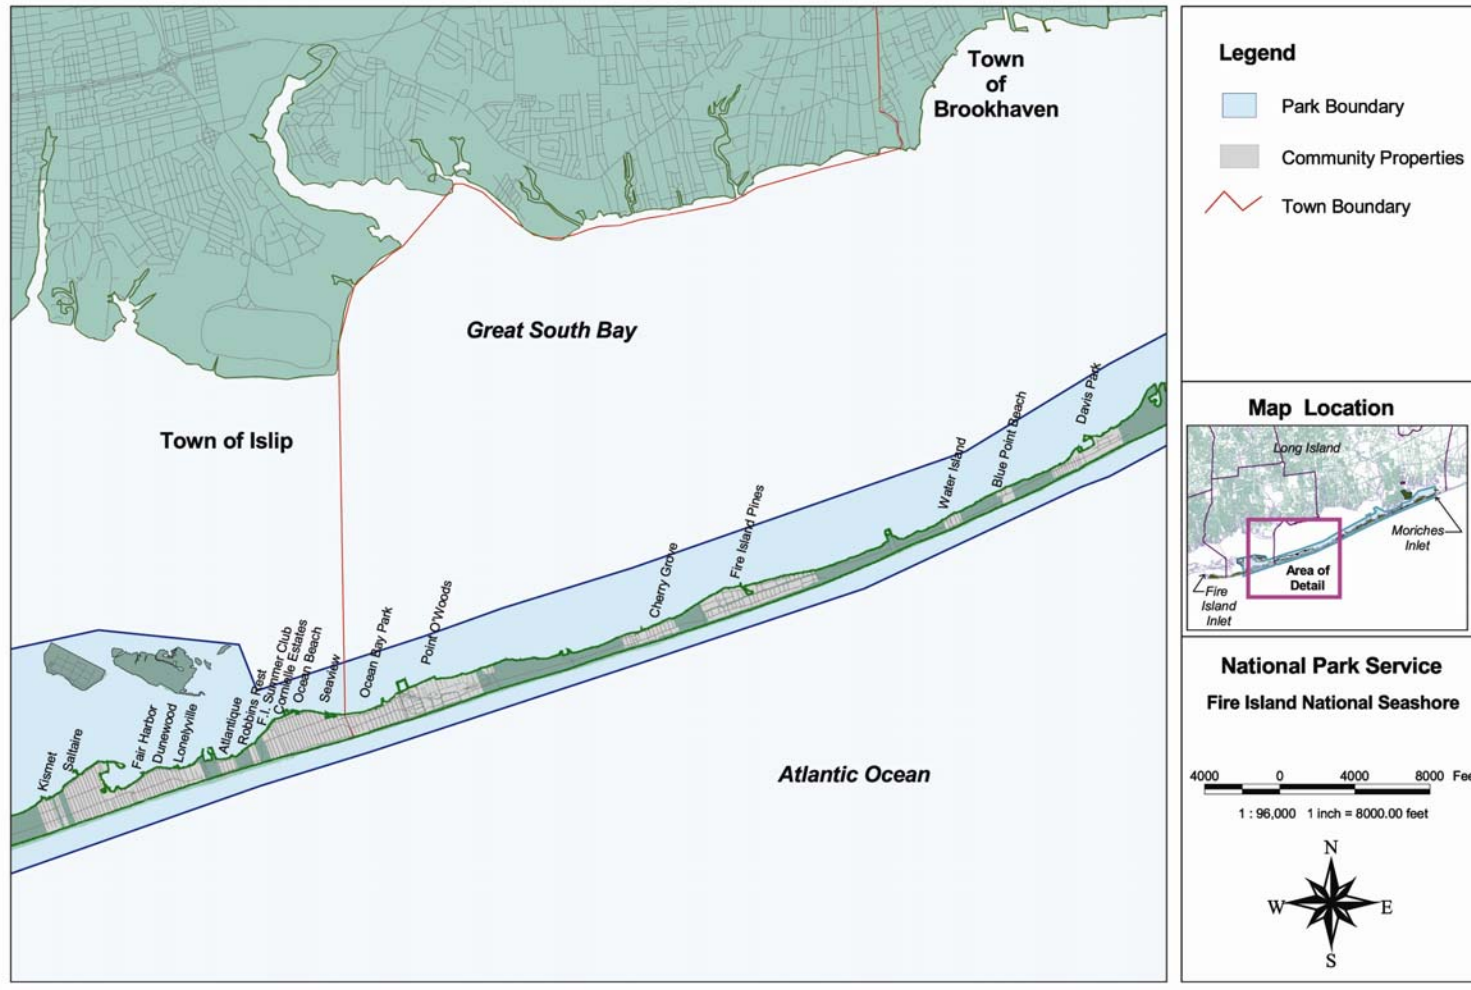 Town
of
Brookhaven
Great South Bay
Town of Islip
Atlantic Ocean
Kismet
Saltaire
Fair Harbor
Dunewood
Lonelyville
Atlantique
Robbins Rest
F.I. Summer Club
Corneille Estates
Ocean Beach
Seaview
Ocean Bay Park
Point O'Woods
Cherry Grove
Fire Island Pines
Water Island
Blue Point Beach
Davis Park
Legend
Park Boundary
Community Properties
Town Boundary
Map Location
Long Island
Moriches
Inlet
Area of
Detail
Fire
Island
Inlet
National Park Service
Fire Island National Seashore
4000 0 4000 8000 Fee
1 : 96,000 1 inch = 8000.00 feet
N
W E
S